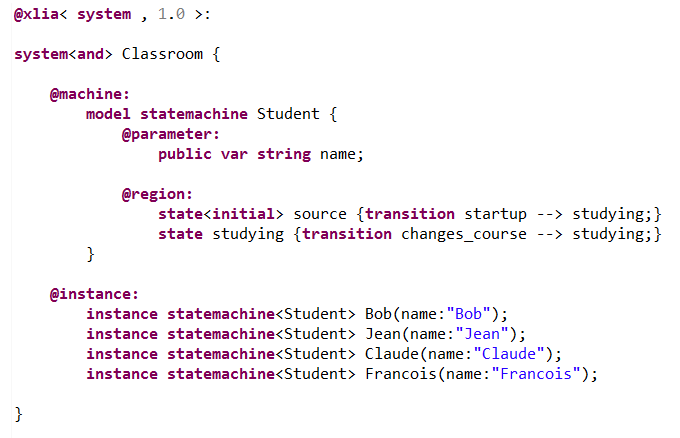 @xlia< system , 1.0 >:
system<and> Classroom {
@machine:
model statemachine Student {
@parameter:
public var string name;
@region:
state<initial> source {transition startup --> studying;}
state studying {transition changes_course --> studying;}
}
@instance:
instance statemachine<Student> Bob(name:"Bob");
instance statemachine<Student> Jean(name:"Jean");
instance statemachine<Student> Claude(name:"Claude");
instance statemachine<Student> Francois(name:"Francois");
}